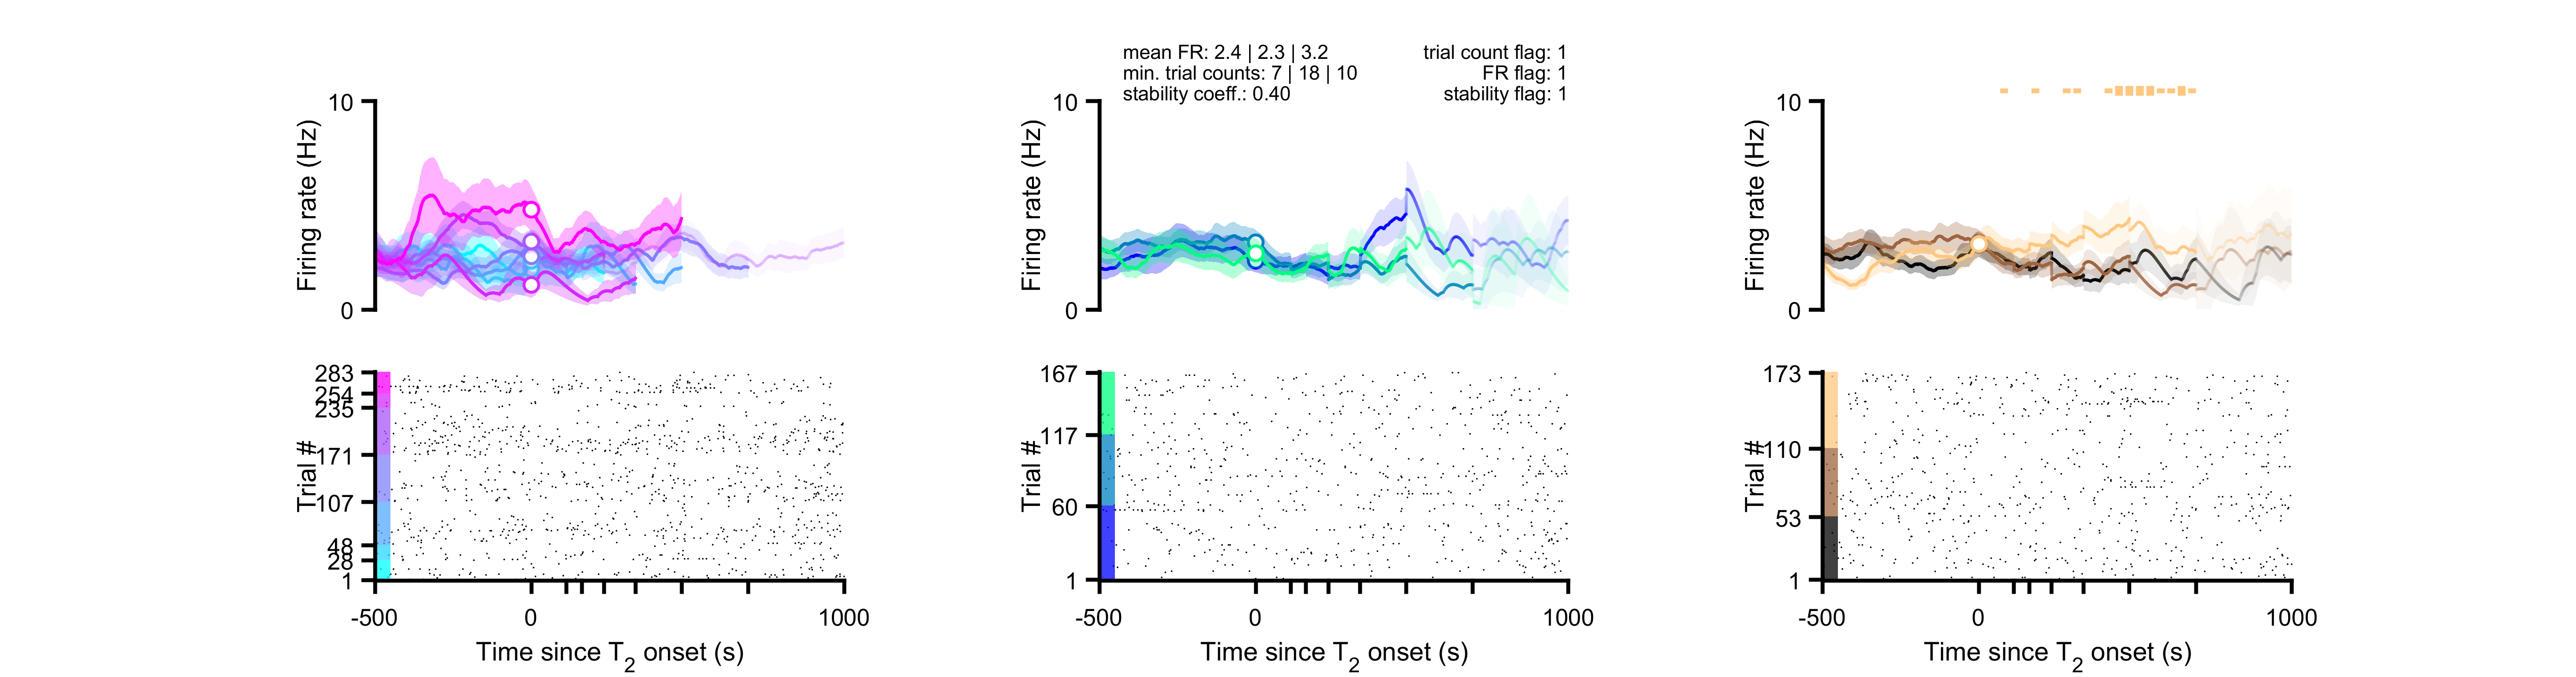 mean FR: 2.4 | 2.3 | 3.2
min. trial counts: 7 | 18 | 10
stability coeff.: 0.40
trial count flag: 1
FR flag: 1
stability flag: 1
10
Firing rate (Hz)
0
283
254
235
171
107
48
28
1
Trial #
-500
0
1000
Time since T2 onset (s)
10
Firing rate (Hz)
0
167
117
60
1
Trial #
-500
0
1000
Time since T2 onset (s)
10
Firing rate (Hz)
0
173
110
53
1
Trial #
-500
0
1000
Time since T2 onset (s)